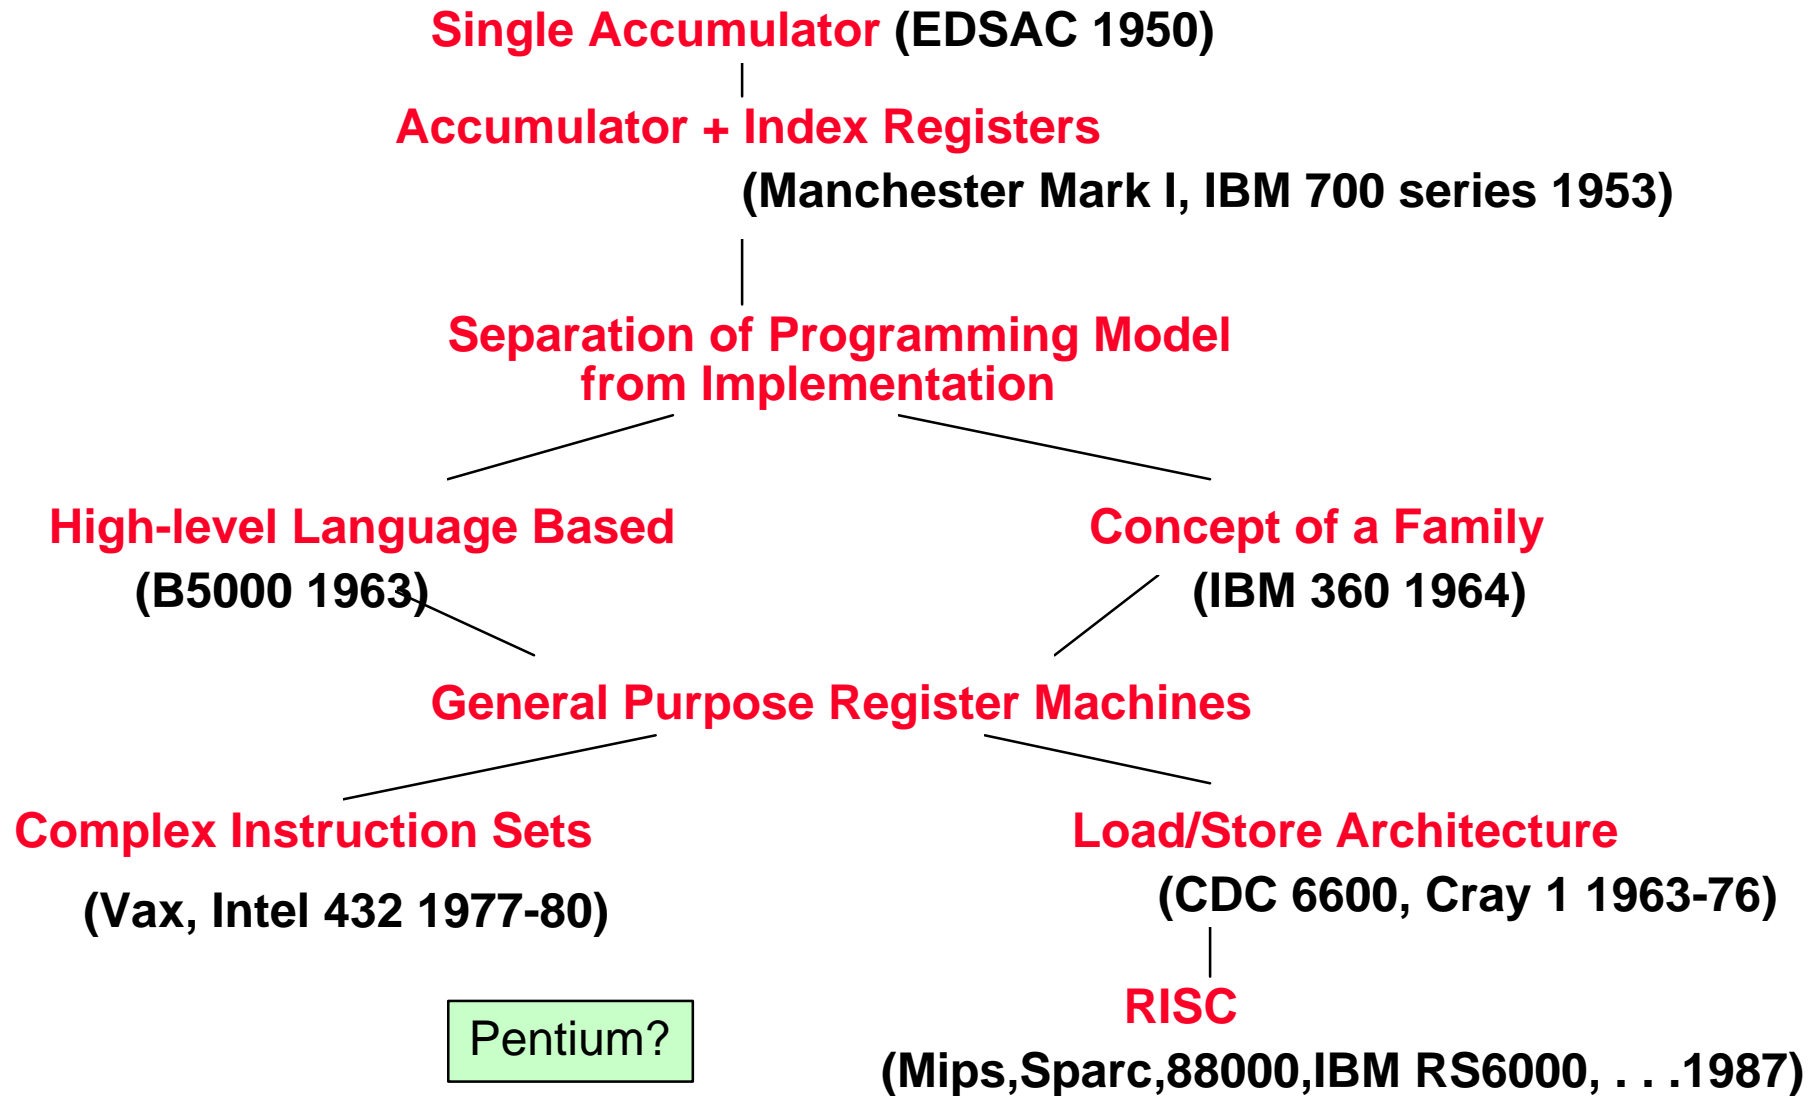 Single Accumulator (EDSAC 1950)
Accumulator + Index Registers
(Manchester Mark I, IBM 700 series 1953)
Separation of Programming Model
from Implementation
High-level Language Based
Concept of a Family
(B5000 1963)
(IBM 360 1964)
General Purpose Register Machines
Complex Instruction Sets
Load/Store Architecture
(Vax, Intel 432 1977-80)
(CDC 6600, Cray 1 1963-76)
RISC
Pentium?
(Mips,Sparc,88000,IBM RS6000, . . .1987)